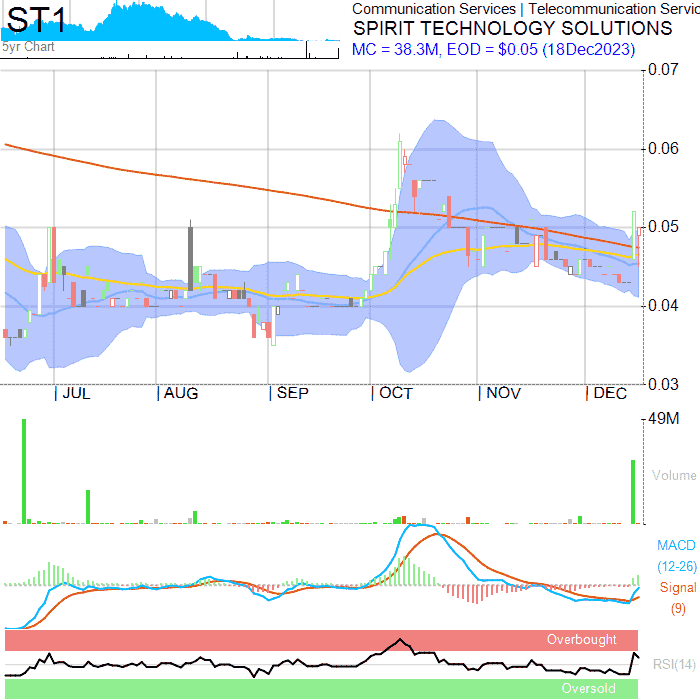 ST1
5yr Chart
Communication Services | Telecommunication Servic
SPIRIT TECHNOLOGY SOLUTIONS
MC = 38.3M, EOD = $0.05 (18Dec2023)
0.07
0.06
0.05
0.04
0.03
JUL
AUG
SEP
OCT
NOV
DEC
49M
Volume
MACD
(12-26)
Signal
(9)
Overbought
RSI(14)
Oversold